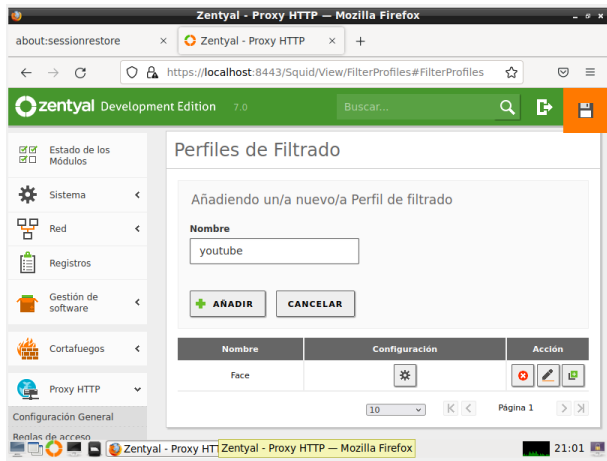 Zentyal - Proxy HTTP — Mozilla Firefox
about:sessionrestore
Zentyal - Proxy HTTP
https://localhost:8443/Squid/View/FilterProfiles#FilterProfiles
zentyal Development Edition 7.0
Buscar...
Estado de los
Módulos
Sistema
Red
Registros
Gestión de
software
Cortafuegos
Proxy HTTP
Configuración General
Reglas de acceso
Perfiles de Filtrado
Añadiendo un/a nuevo/a Perfil de filtrado
Nombre
youtube
AÑADIR
CANCELAR
Nombre Configuración Acción
Face
10
Página 1
Zentyal - Proxy HTT
Zentyal - Proxy HTTP — Mozilla Firefox
21:01